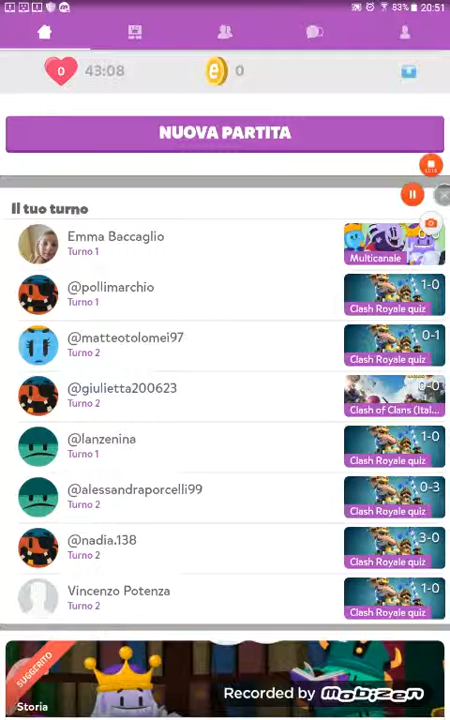 83% 20:51
0 43:08 0
NUOVA PARTITA
Il tuo turno
Emma Baccaglio
Turno 1
Multicanale
@pollimarchio
Turno 1
1-0
Clash Royale quiz
@matteotolomei97
Turno 2
0-1
Clash Royale quiz
@giulietta200623
Turno 2
0-0
Clash of Clans (Ital...
@lanzenina
Turno 2
1-0
Clash Royale quiz
@alessandraporcelli99
Turno 2
0-3
Clash Royale quiz
@nadia.138
Turno 2
3-0
Clash Royale quiz
Vincenzo Potenza
Turno 2
1-0
Clash Royale quiz
SUGGERITO
Storia
Recorded by Mobizen